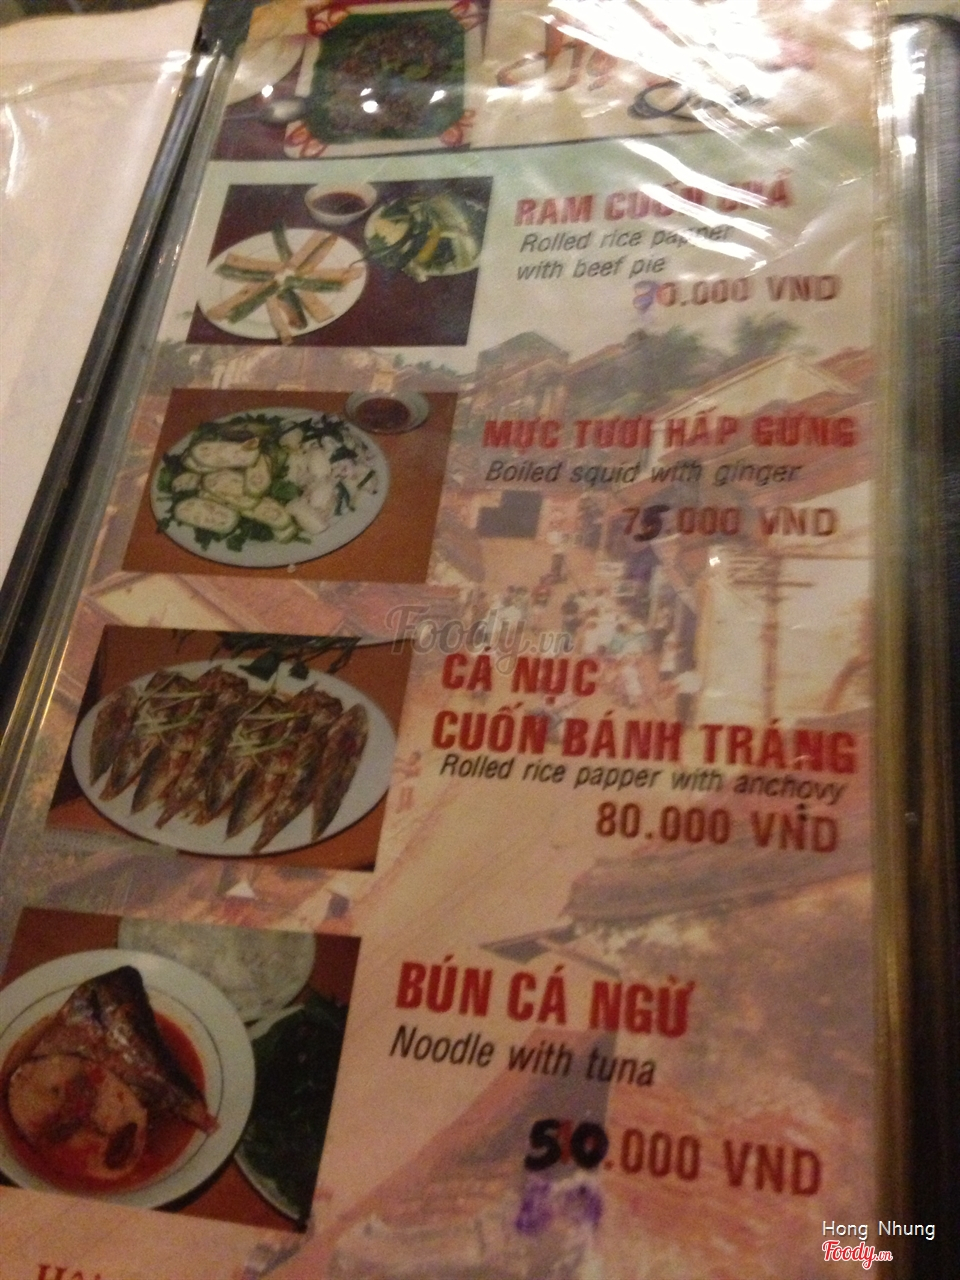 RAM CUỐN CHẢ
Rolled rice papper
with beef pie
0.000 VND
MỰC TƯƠI HẤP GỪNG
Boiled squid with ginger
75.000 VND
Foody.vn
CÁ NỤC
CUỐN BÁNH TRÁNG
Rolled rice papper with anchovy
80.000 VND
BÚN CÁ NGỪ
Noodle with tuna
50.000 VND
Hong Nhung
Foody.vn